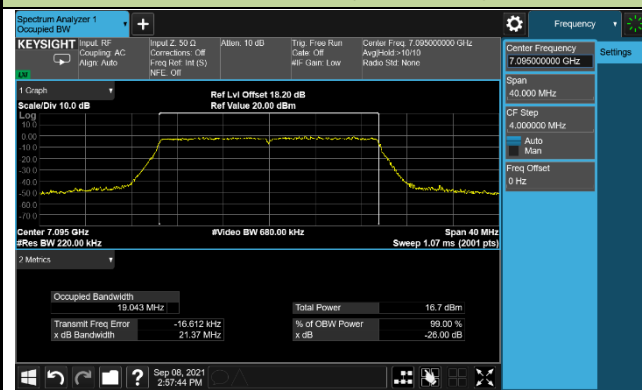 Spectrum Analyzer 1
Occupied BW
Frequency
KEYSIGHT
Input: RF
Coupling: AC
Align: Auto
Input Z: 50 Ω
Corrections: Off
Freq Ref: Int (S)
NFE: Off
Atten: 10 dB
Trig: Free Run
Gate: Off
#IF Gain: Low
Center Freq: 7.095000000 GHz
Avg|Hold:>10/10
Radio Std: None
Center Frequency
7.095000000 GHz
Settings
Span
40.000 MHz
CF Step
4.000000 MHz
Auto
Man
Freq Offset
0 Hz
1 Graph
Scale/Div 10.0 dB
Ref Lvl Offset 18.20 dB
Ref Value 20.00 dBm
Log
10.0
0.00
-10.0
-20.0
-30.0
-40.0
-50.0
-60.0
-70.0
Center 7.095 GHz
#Res BW 220.00 kHz
#Video BW 680.00 kHz
Span 40 MHz
Sweep 1.07 ms (2001 pts)
2 Metrics
Occupied Bandwidth
19.043 MHz
Total Power 16.7 dBm
Transmit Freq Error -16.612 kHz
% of OBW Power 99.00 %
x dB Bandwidth 21.37 MHz
x dB -26.00 dB
?
Sep 08, 2021
2:57:44 PM